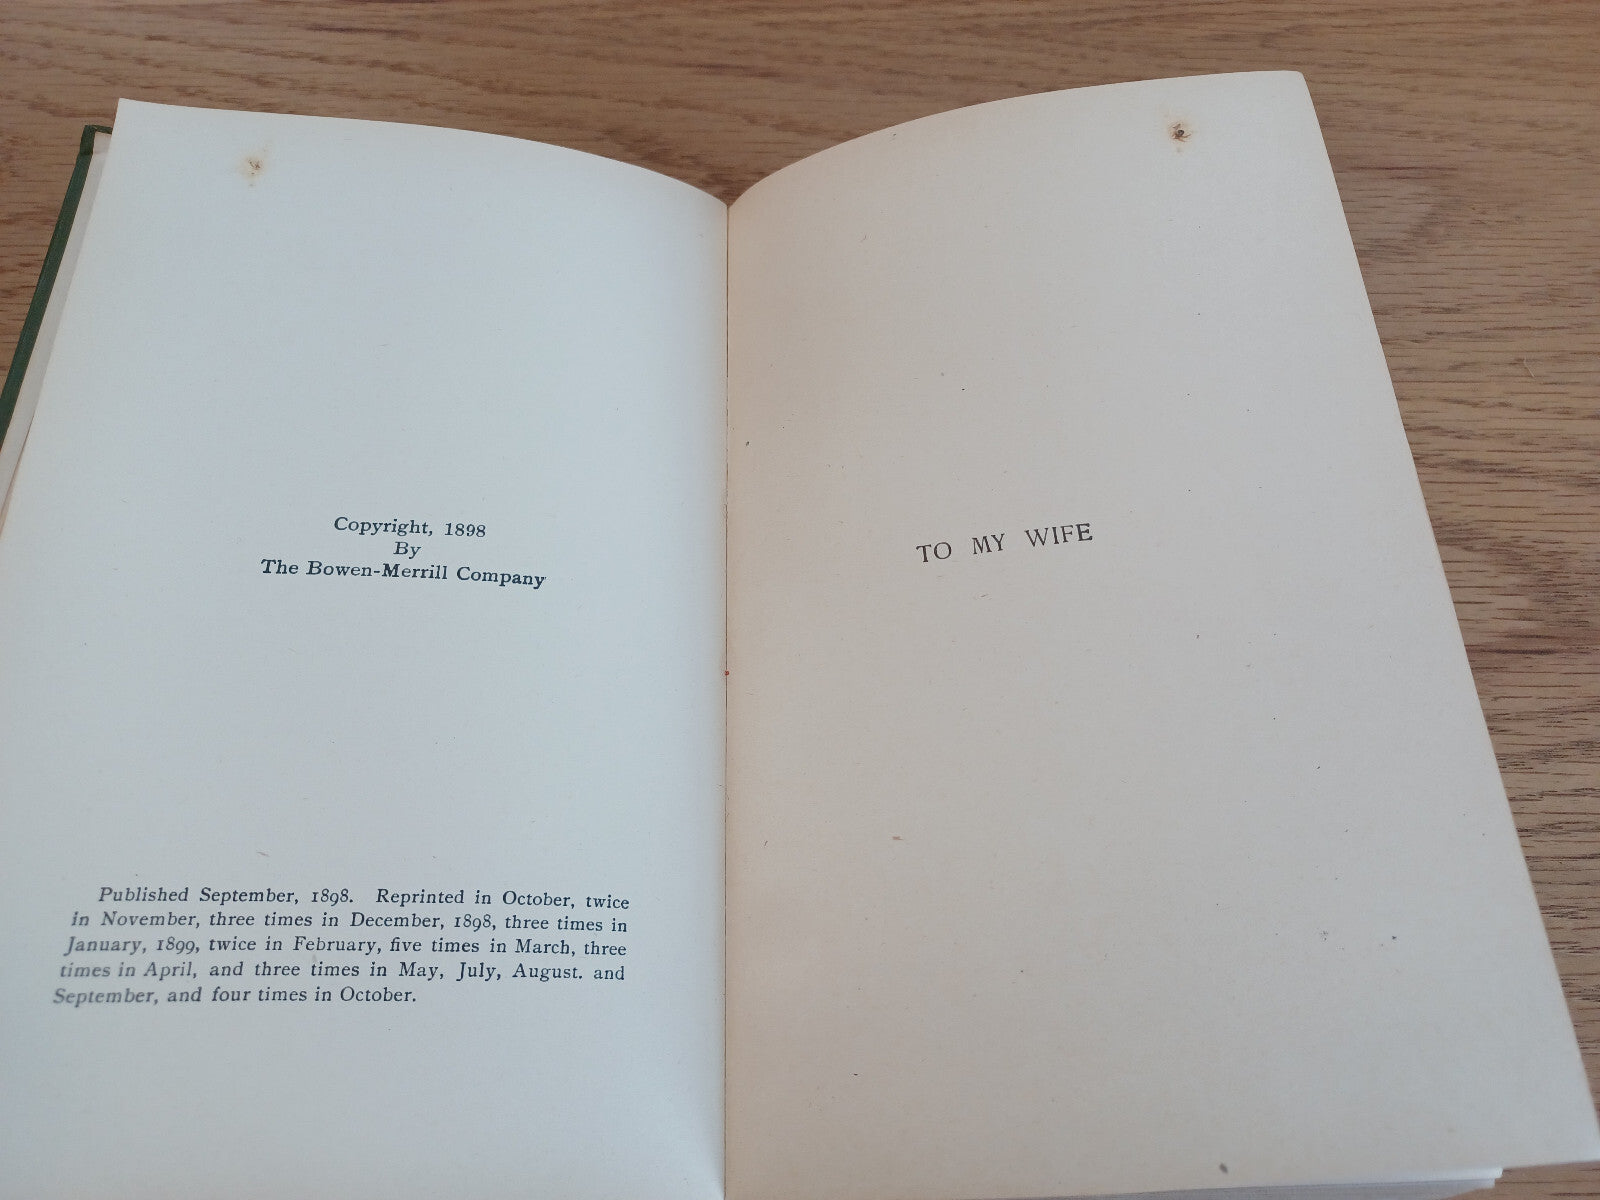 Copyright, 1898
By
The Bowen-Merrill Company
Published September, 1898. Reprinted in October, twice
in November, three times in December, 1898, three times in
January, 1899, twice in February, five times in March, three
times in April, and three times in May, July, August. and
September, and four times in October.
TO MY WIFE